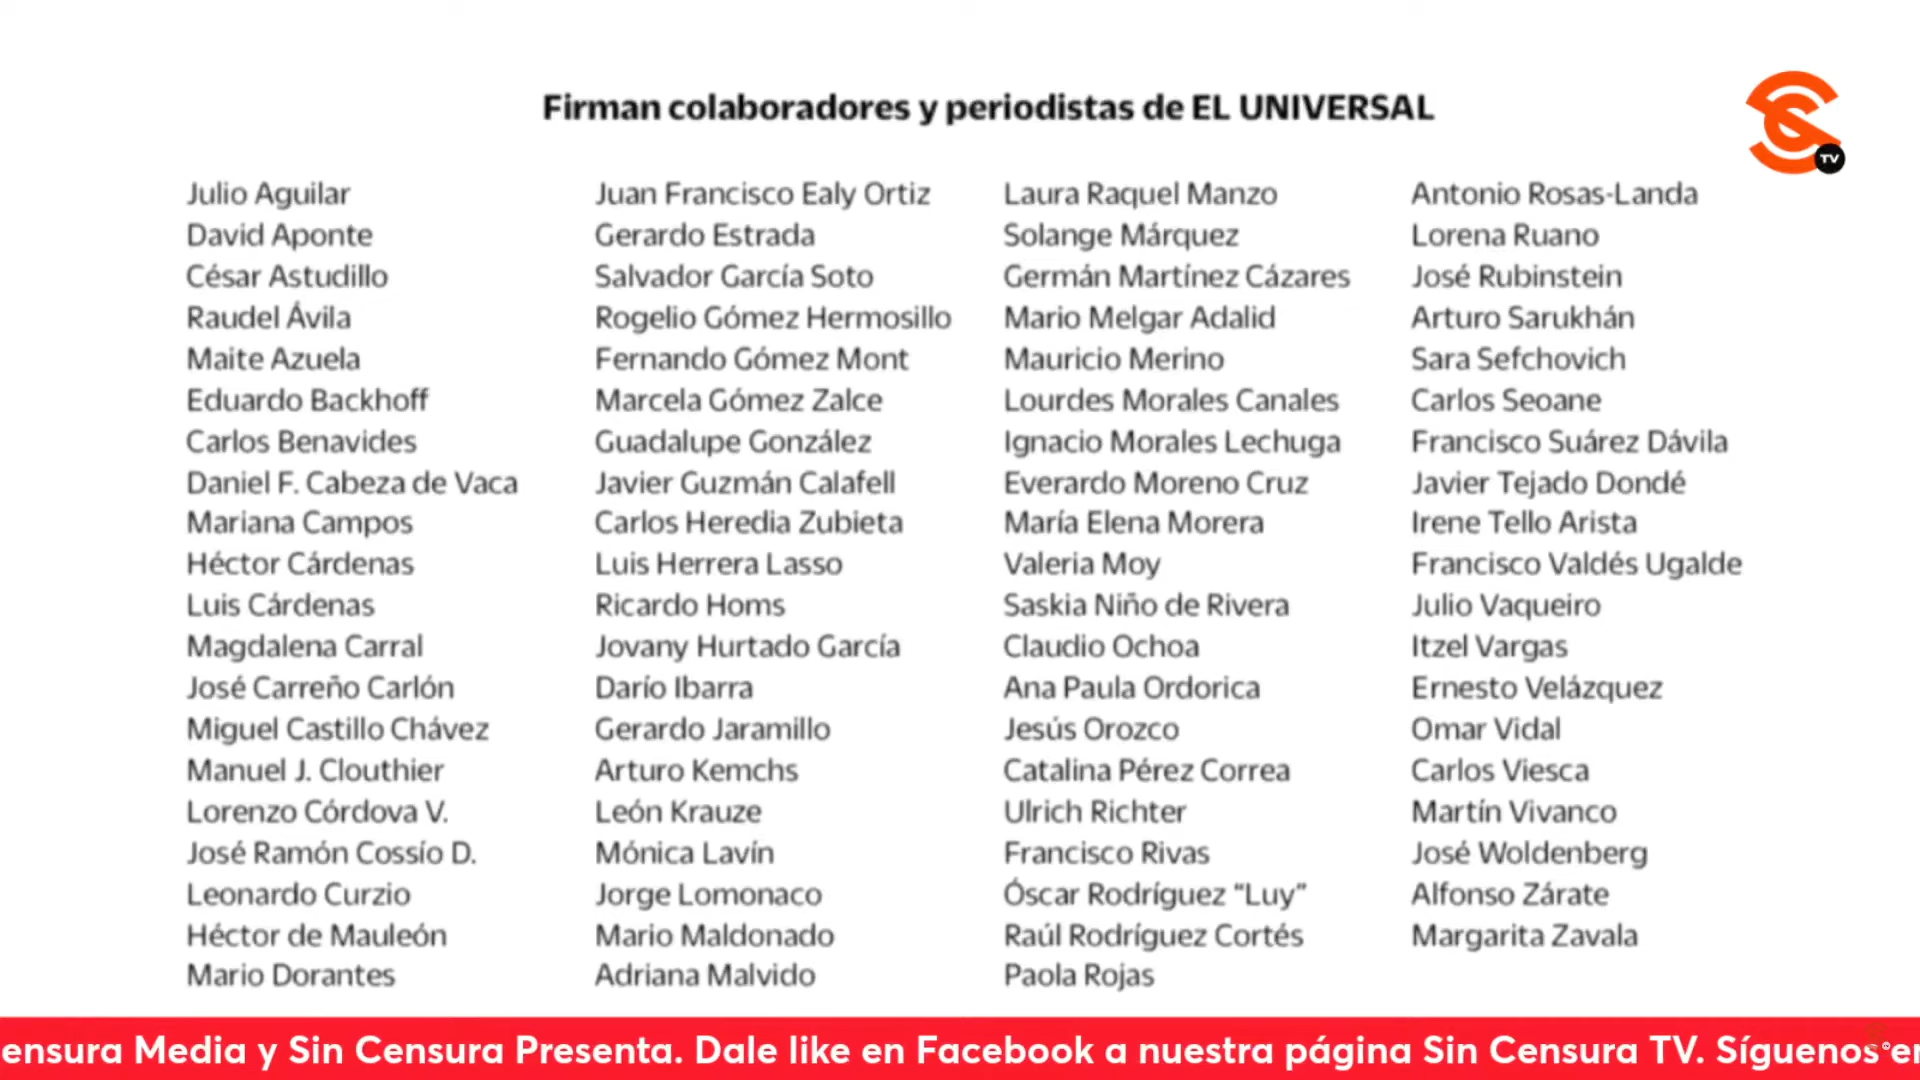 Firman colaboradores y periodistas de EL UNIVERSAL
TV
Julio Aguilar
David Aponte
César Astudillo
Raudel Ávila
Maite Azuela
Eduardo Backhoff
Carlos Benavides
Daniel F. Cabeza de Vaca
Mariana Campos
Héctor Cárdenas
Luis Cárdenas
Magdalena Carral
José Carreño Carlón
Miguel Castillo Chávez
Manuel J. Clouthier
Lorenzo Córdova V.
José Ramón Cossío D.
Leonardo Curzio
Héctor de Mauleón
Mario Dorantes
Juan Francisco Ealy Ortiz
Gerardo Estrada
Salvador García Soto
Rogelio Gómez Hermosillo
Fernando Gómez Mont
Marcela Gómez Zalce
Guadalupe González
Javier Guzmán Calafell
Carlos Heredia Zubieta
Luis Herrera Lasso
Ricardo Homs
Jovany Hurtado García
Darío Ibarra
Gerardo Jaramillo
Arturo Kemchs
León Krauze
Mónica Lavín
Jorge Lomonaco
Mario Maldonado
Adriana Malvido
Laura Raquel Manzo
Solange Márquez
Germán Martínez Cázares
Mario Melgar Adalid
Mauricio Merino
Lourdes Morales Canales
Ignacio Morales Lechuga
Everardo Moreno Cruz
María Elena Morera
Valeria Moy
Saskia Niño de Rivera
Claudio Ochoa
Ana Paula Ordorica
Jesús Orozco
Catalina Pérez Correa
Ulrich Richter
Francisco Rivas
Óscar Rodríguez “Luy”
Raúl Rodríguez Cortés
Paola Rojas
Antonio Rosas-Landa
Lorena Ruano
José Rubinstein
Arturo Sarukhán
Sara Sefchovich
Carlos Seoane
Francisco Suárez Dávila
Javier Tejado Dondé
Irene Tello Arista
Francisco Valdés Ugalde
Julio Vaqueiro
Itzel Vargas
Ernesto Velázquez
Omar Vidal
Carlos Viesca
Martín Vivanco
José Woldenberg
Alfonso Zárate
Margarita Zavala
ensura Media y Sin Censura Presenta. Dale like en Facebook a nuestra página Sin Censura TV. Síguenos en